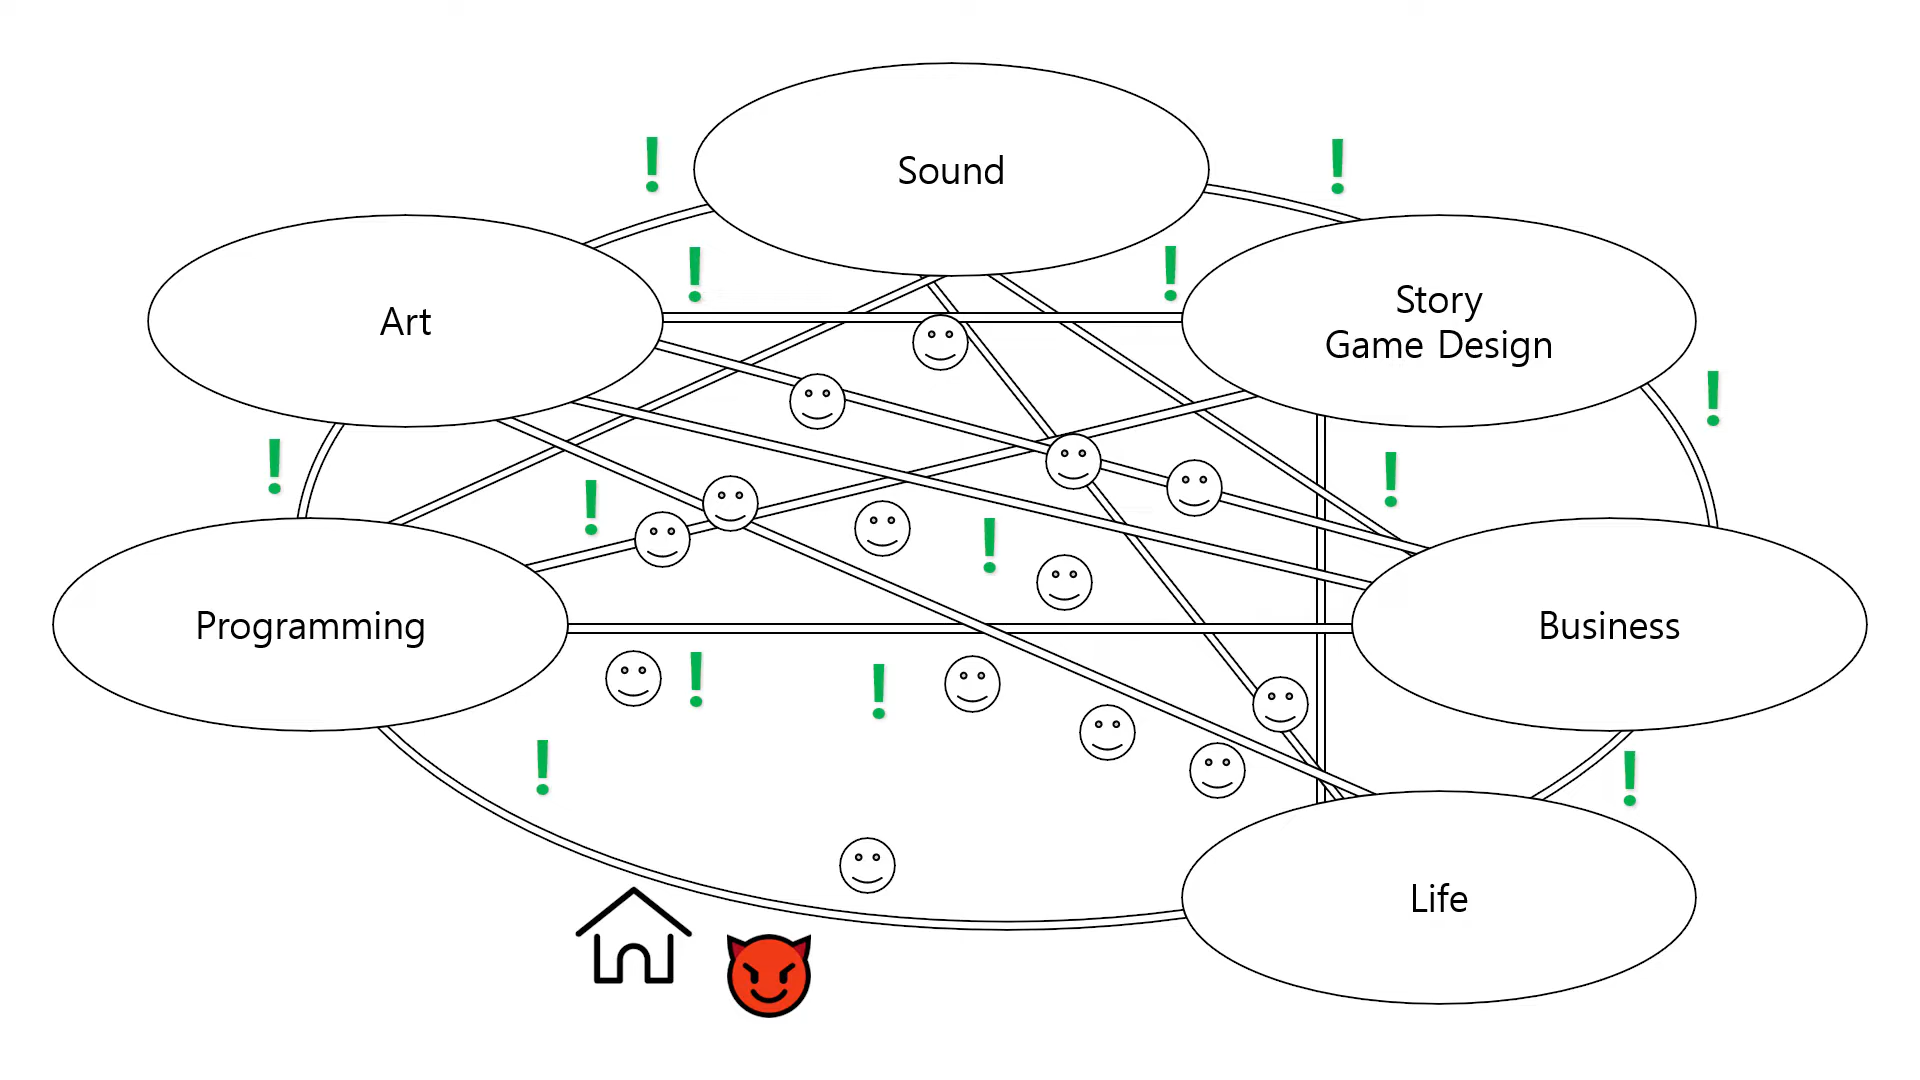 Sound
Art
Story
Game Design
Programming
Business
Life